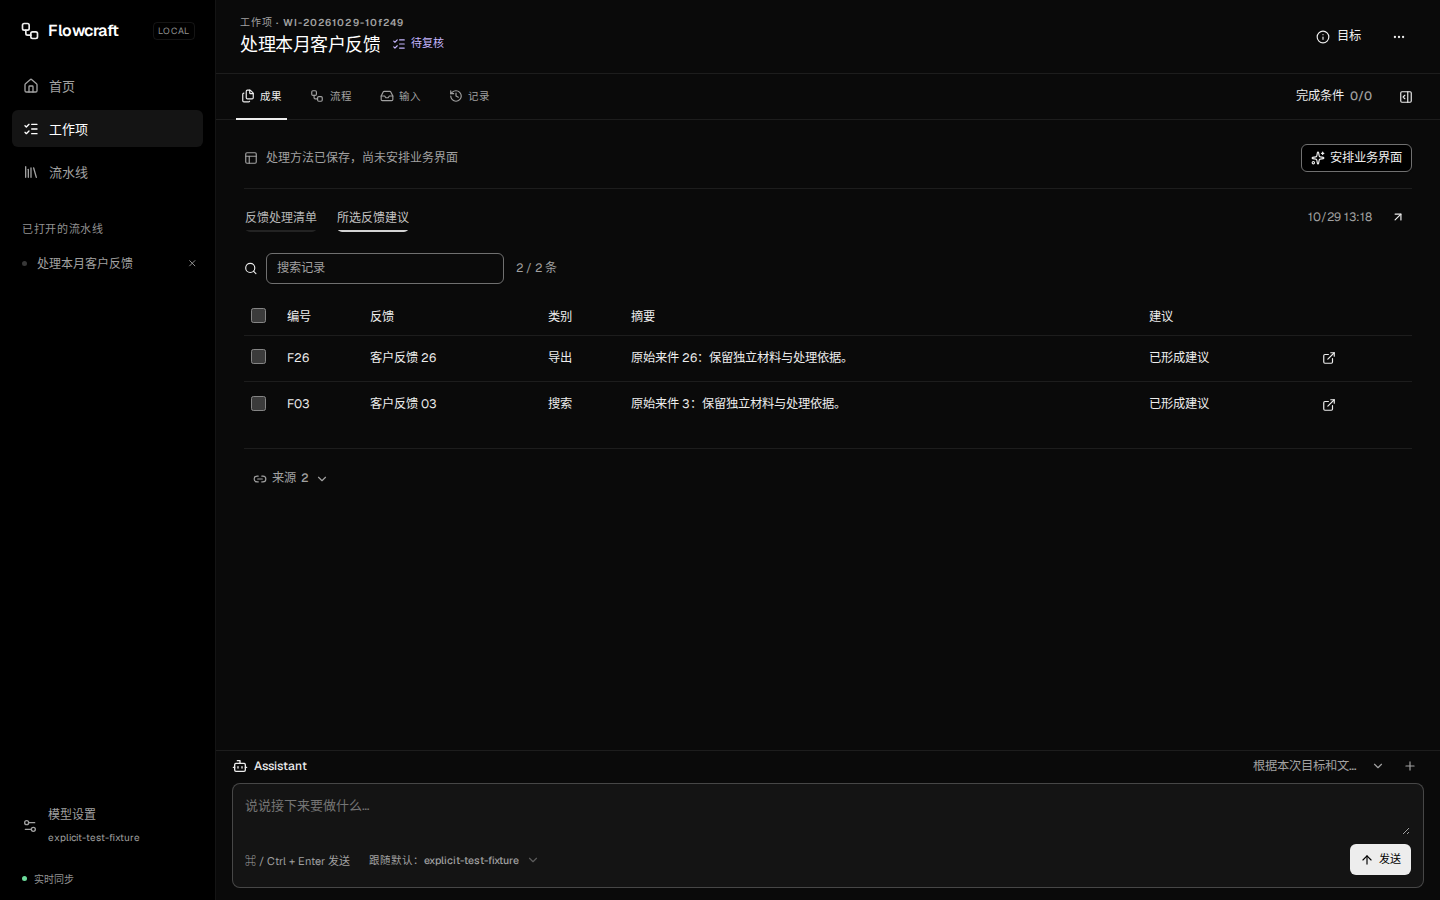 Flowcraft LOCAL
首页
工作项
流水线
已打开的流水线
处理本月客户反馈
模型设置
explicit-test-fixture
实时同步
工作项 · WI-20261029-10f249
处理本月客户反馈 待复核
目标
成果 流程 输入 记录
完成条件 0/0
处理方法已保存，尚未安排业务界面
安排业务界面
反馈处理清单 所选反馈建议
10/29 13:18
搜索记录 2 / 2 条
编号 反馈 类别 摘要 建议
F26 客户反馈 26 导出 原始来件 26：保留独立材料与处理依据。 已形成建议
F03 客户反馈 03 搜索 原始来件 3：保留独立材料与处理依据。 已形成建议
来源 2
Assistant
根据本次目标和文...
说说接下来要做什么...
⌘ / Ctrl + Enter 发送 跟随默认：explicit-test-fixture
发送